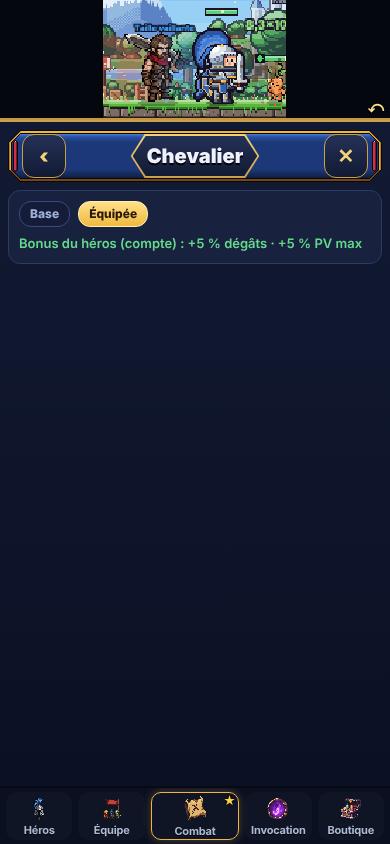 ‹
Chevalier
✕
Base
Équipée
Bonus du héros (compte) : +5 % dégâts · +5 % PV max
Héros
Équipe
Combat
Invocation
Boutique